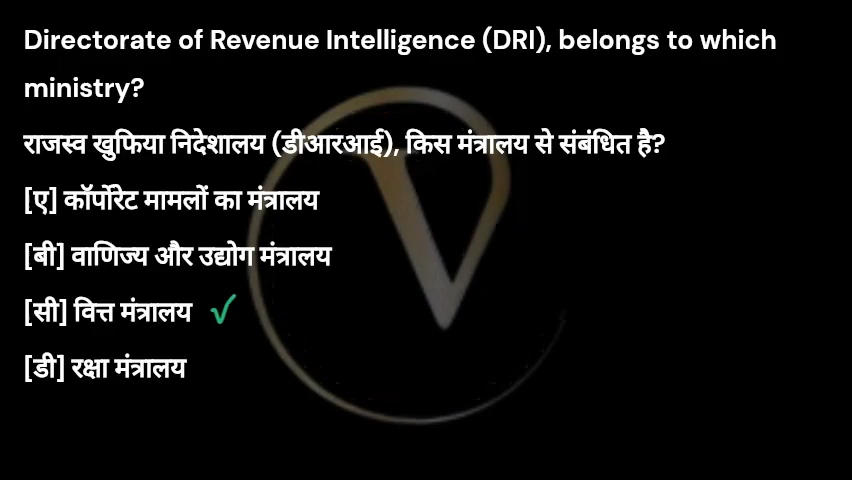 Directorate of Revenue Intelligence (DRI), belongs to which
ministry?
राजस्व खुफिया निदेशालय (डीआरआई), किस मंत्रालय से संबंधित है?
[ए] कॉर्पोरेट मामलों का मंत्रालय
[बी] वाणिज्य और उद्योग मंत्रालय
[सी] वित्त मंत्रालय ✓
[डी] रक्षा मंत्रालय